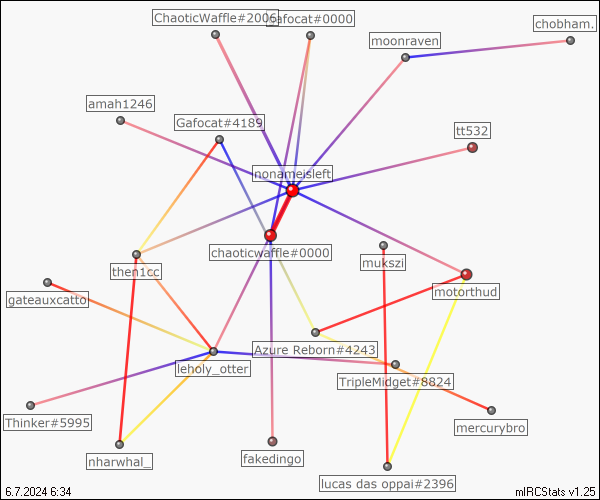 ChaoticWaffle#2006
gafocat#0000
chobham.
moonraven
amah1246
Gafocat#4189
tt532
nonameisleft
chaoticwaffle#0000
mukszi
then1cc
motorthud
gateauxcatto
Azure Reborn#4243
leholy_otter
TripleMidget#8824
Thinker#5995
mercurybro
nharwhal_
fakedingo
lucas das oppai#2396
6.7.2024 6:34
mIRCStats v1.25